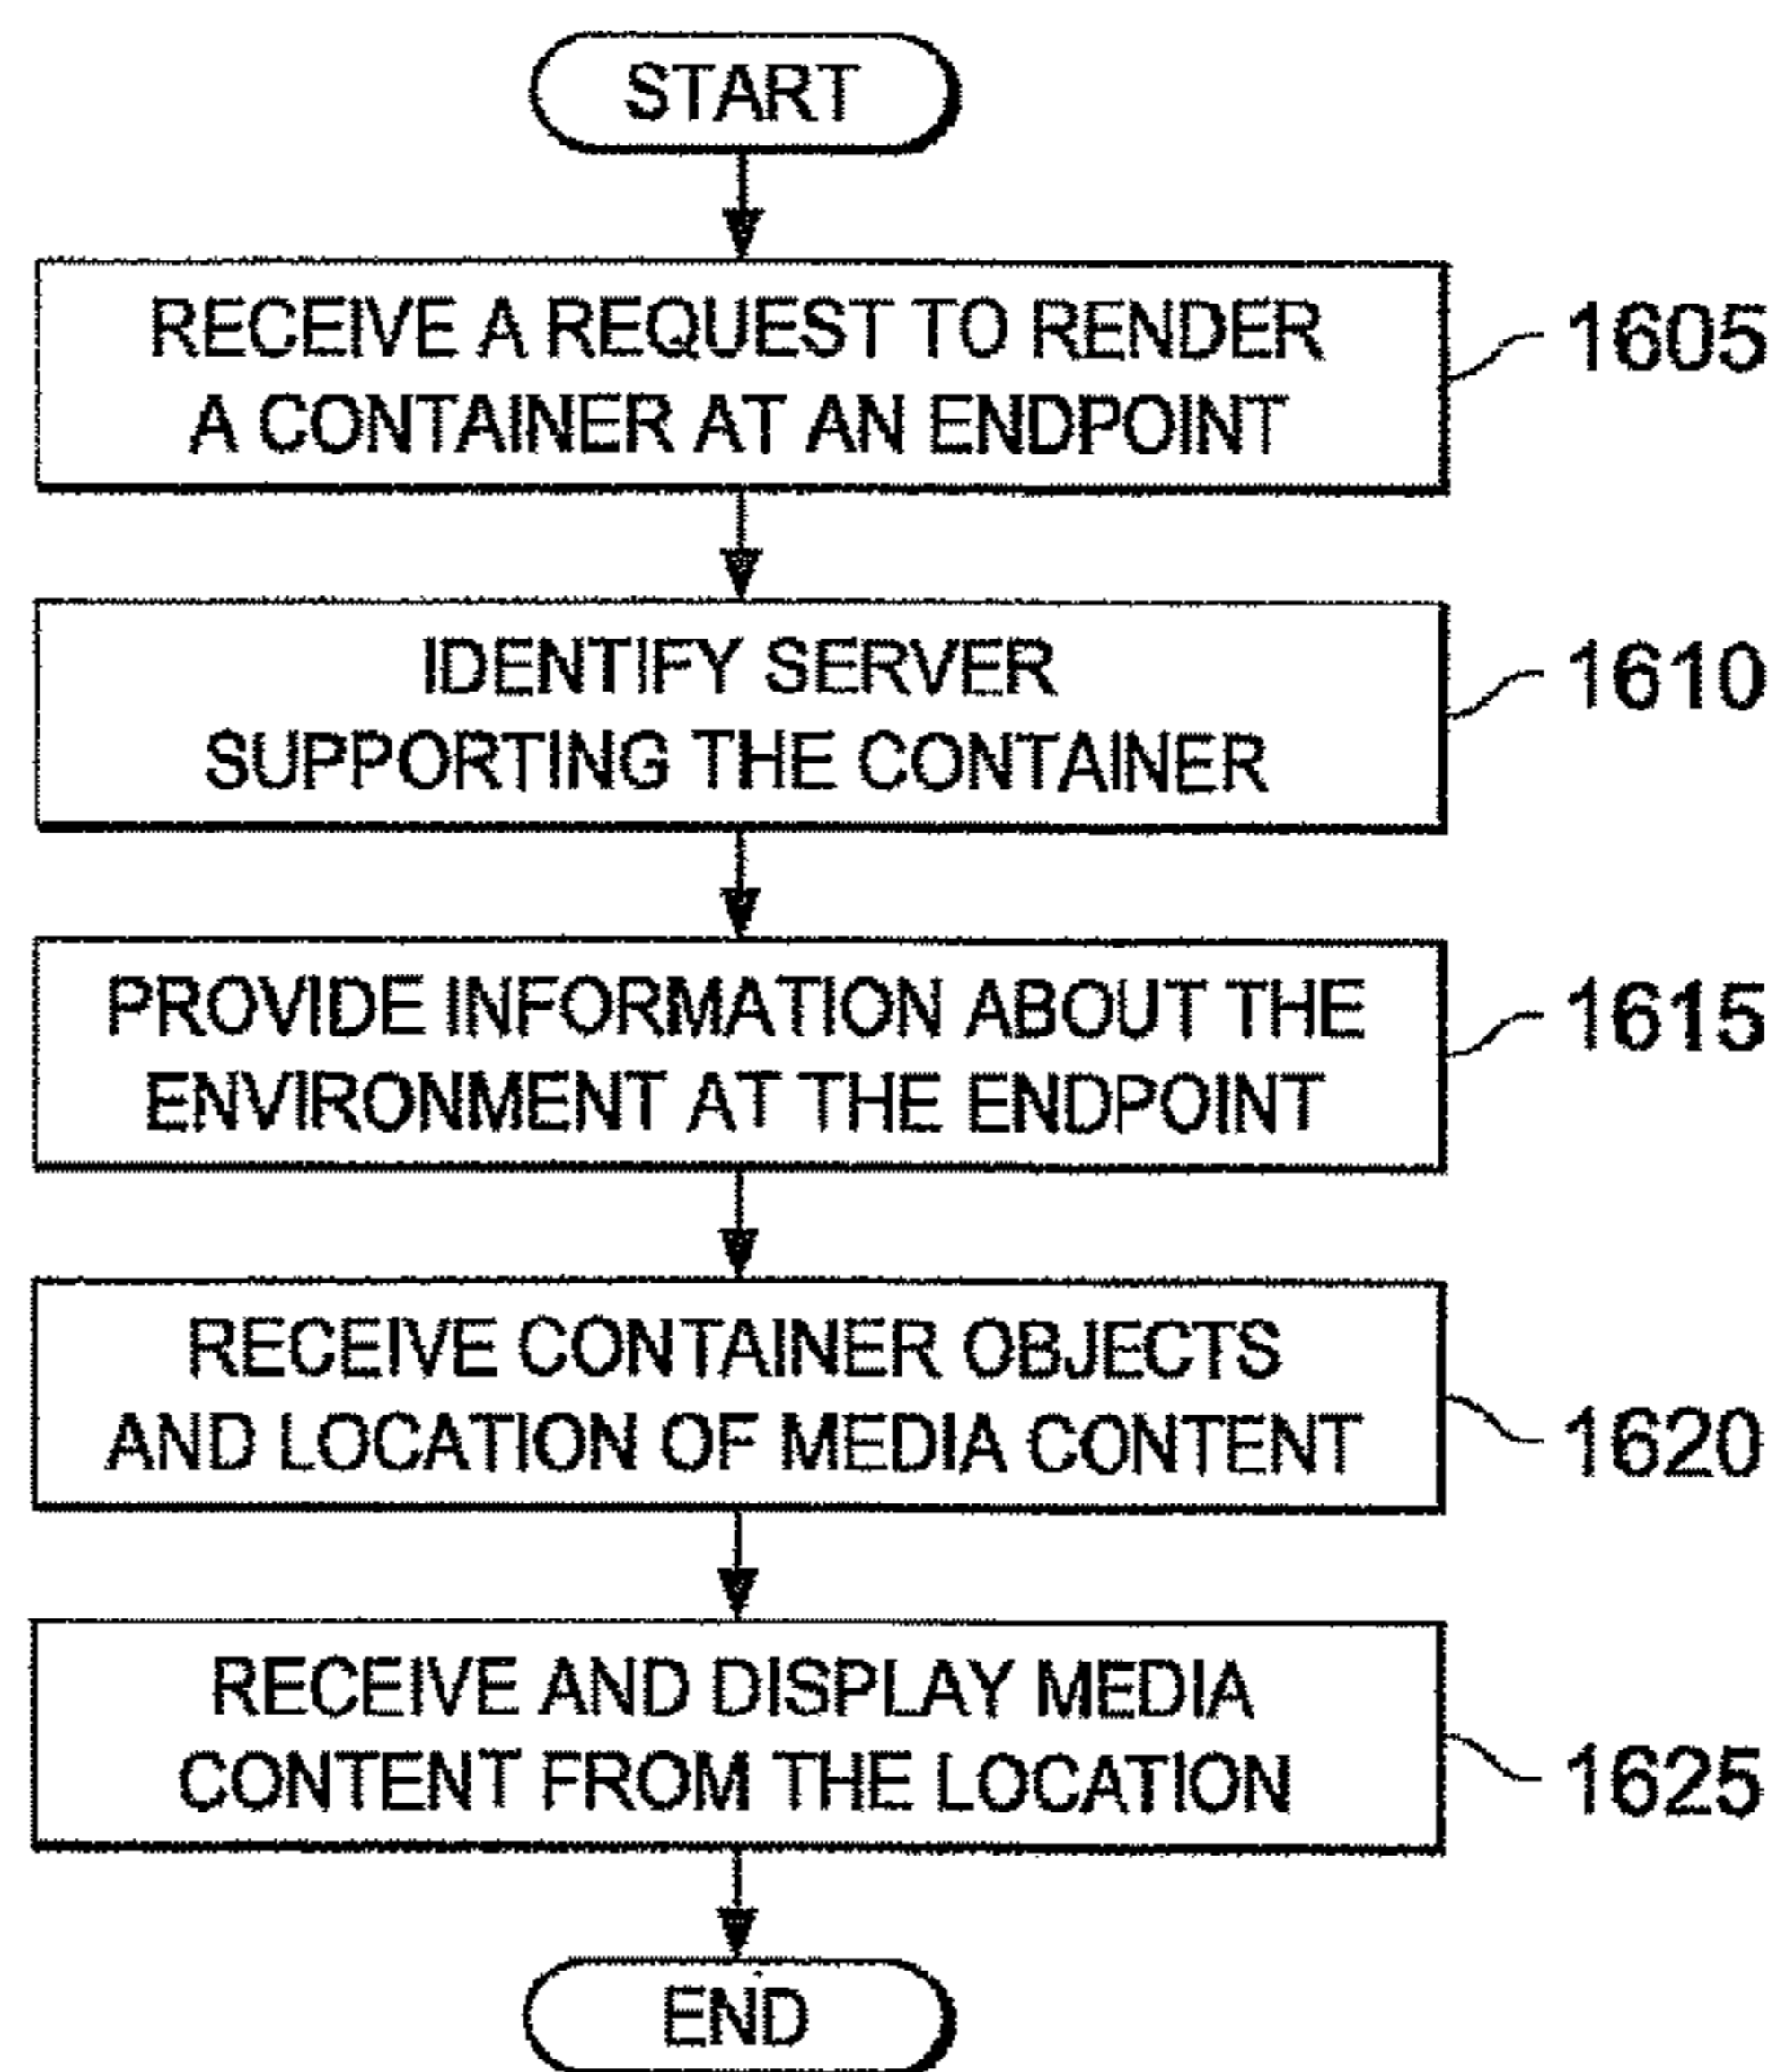 START
RECEIVE A REQUEST TO RENDER
A CONTAINER AT AN ENDPOINT
1605
IDENTIFY SERVER
SUPPORTING THE CONTAINER
1610
PROVIDE INFORMATION ABOUT THE
ENVIRONMENT AT THE ENDPOINT
1615
RECEIVE CONTAINER OBJECTS
AND LOCATION OF MEDIA CONTENT
1620
RECEIVE AND DISPLAY MEDIA
CONTENT FROM THE LOCATION
1625
END